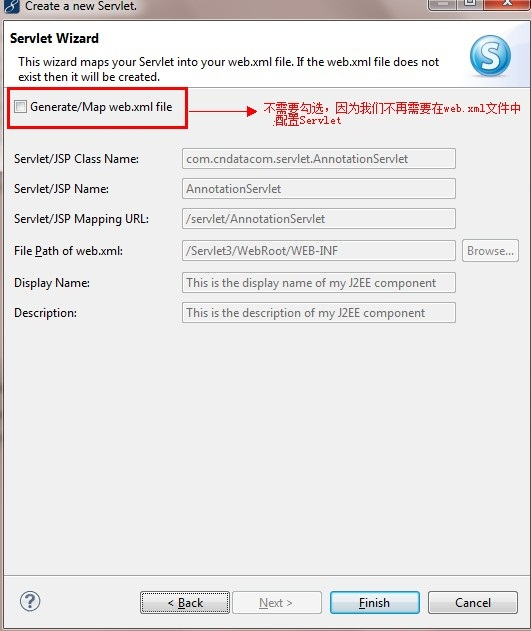 Create a new Servlet.
Servlet Wizard
This wizard maps your Servlet into your web.xml file. If the web.xml file does not
exist then it will be created.
Generate/Map web.xml file
不需要勾选，因为我们不再需要在web.xml文件中
配置Servlet
Servlet/JSP Class Name:
com.cndatacom.servlet.AnnotationServlet
Servlet/JSP Name:
AnnotationServlet
Servlet/JSP Mapping URL:
/servlet/AnnotationServlet
File Path of web.xml:
/Servlet3/WebRoot/WEB-INF
Browse...
Display Name:
This is the display name of my J2EE component
Description:
This is the description of my J2EE component
?
< Back
Next >
Finish
Cancel